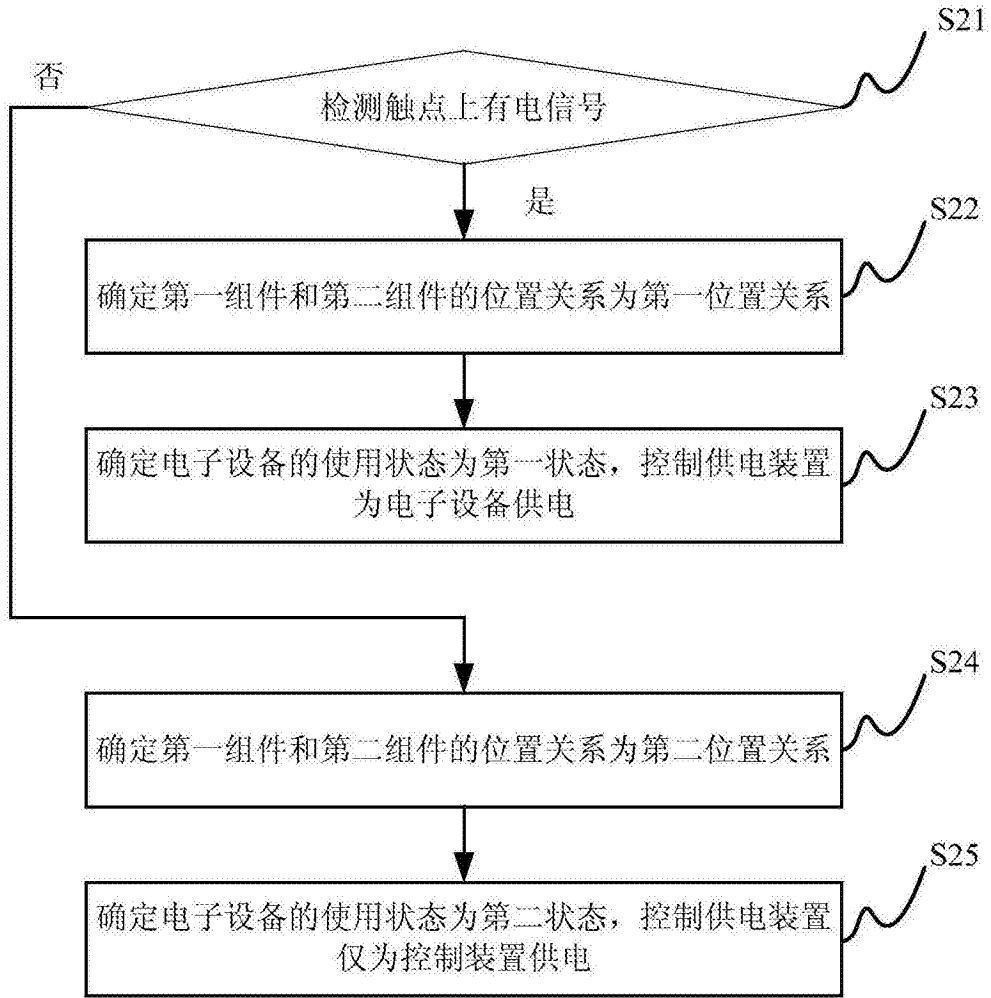 S21
否
检测触点上有电信号
是
S22
确定第一组件和第二组件的位置关系为第一位置关系
S23
确定电子设备的使用状态为第一状态，控制供电装置
为电子设备供电
S24
确定第一组件和第二组件的位置关系为第二位置关系
S25
确定电子设备的使用状态为第二状态，控制供电装置
仅为控制装置供电